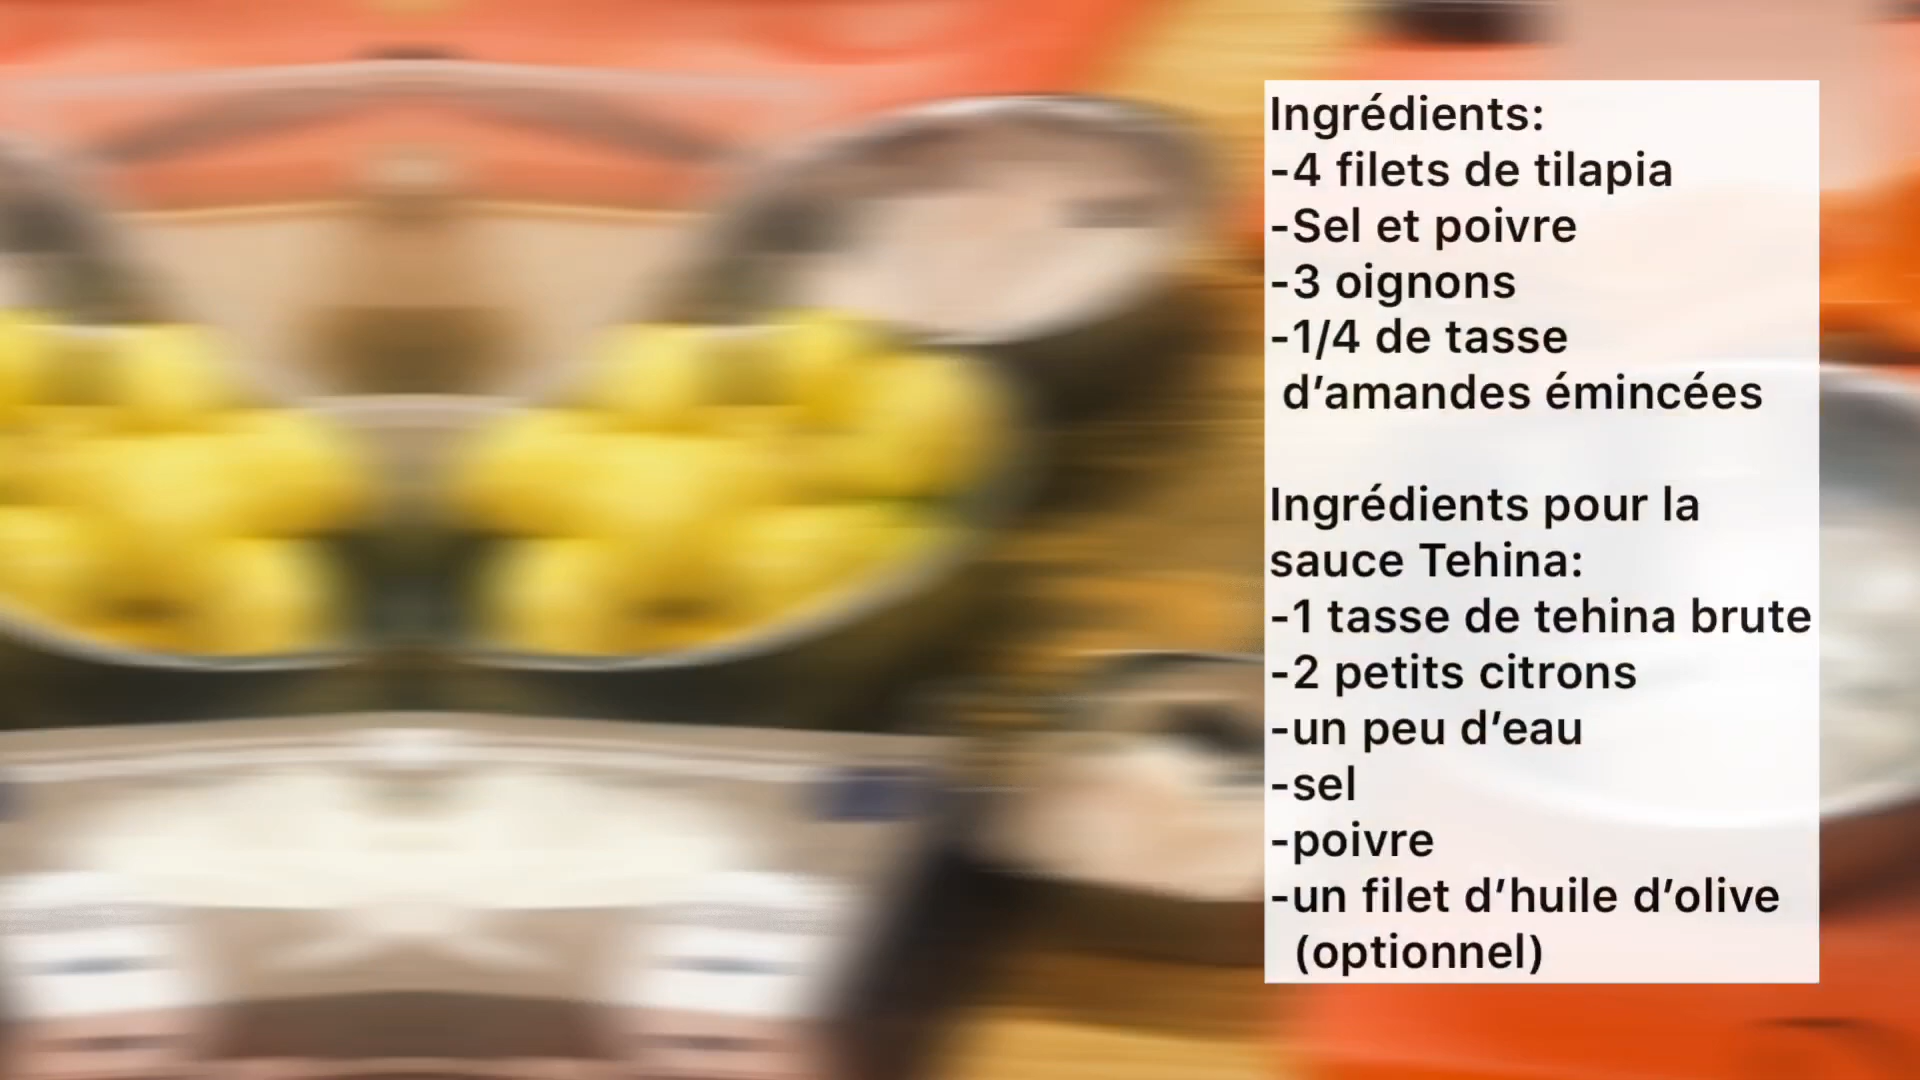 Ingrédients:
-4 filets de tilapia
-Sel et poivre
-3 oignons
-1/4 de tasse
d’amandes émincées
Ingrédients pour la
sauce Tehina:
-1 tasse de tehina brute
-2 petits citrons
-un peu d’eau
-sel
-poivre
-un filet d’huile d’olive
(optionnel)